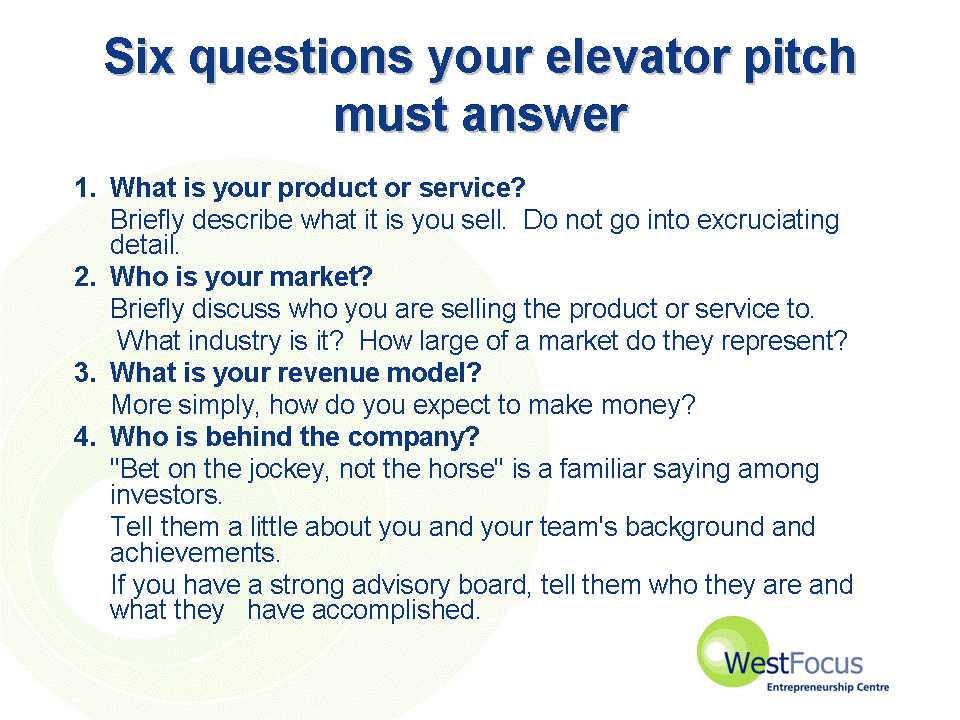 Six questions your elevator pitch
must answer
1. What is your product or service?
Briefly describe what it is you sell.  Do not go into excruciating
detail.
2. Who is your market?
Briefly discuss who you are selling the product or service to.
What industry is it?  How large of a market do they represent?
3. What is your revenue model?
More simply, how do you expect to make money?
4. Who is behind the company?
"Bet on the jockey, not the horse" is a familiar saying among
investors.
Tell them a little about you and your team's background and
achievements.
If you have a strong advisory board, tell them who they are and
what they   have accomplished.
WestFocus
Entrepreneurship Centre